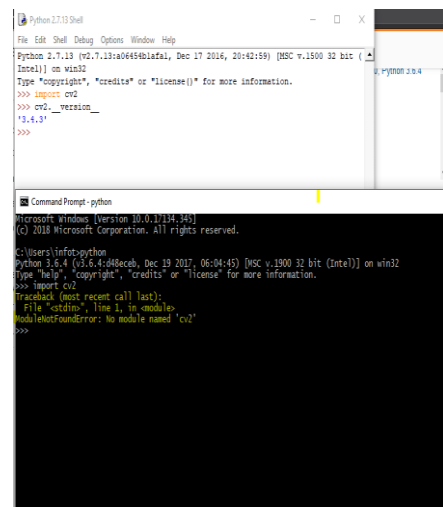 Python 2.7.13 Shell
File Edit Shell Debug Options Window Help
Python 2.7.13 (v2.7.13:a06454b1afa1, Dec 17 2016, 20:42:59) [MSC v.1500 32 bit (
Intel)] on win32
Type "copyright", "credits" or "license()" for more information.
>>> import cv2
>>> cv2.__version__
'3.4.3'
>>>
, Python 3.6.4
Command Prompt - python
Microsoft Windows [Version 10.0.17134.345]
(c) 2018 Microsoft Corporation. All rights reserved.
C:\Users\infot>python
Python 3.6.4 (v3.6.4:d48eceb, Dec 19 2017, 06:04:45) [MSC v.1900 32 bit (Intel)] on win32
Type "help", "copyright", "credits" or "license" for more information.
>>> import cv2
Traceback (most recent call last):
File "<stdin>", line 1, in <module>
ModuleNotFoundError: No module named 'cv2'
>>>